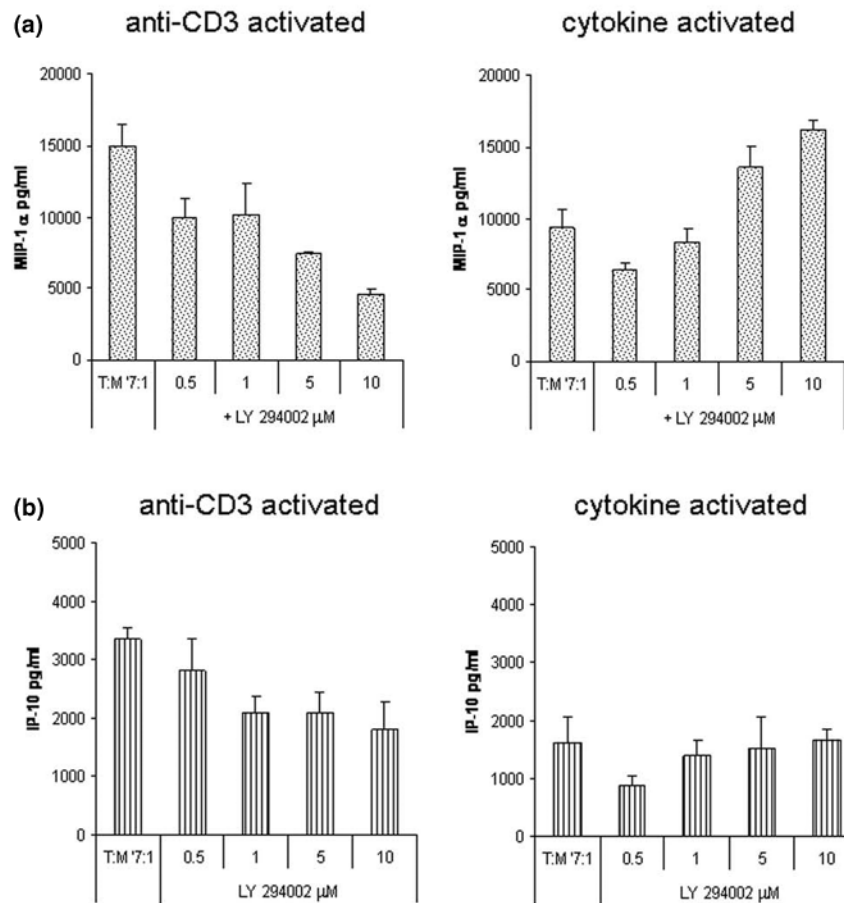 (a)
anti-CD3 activated
cytokine activated
20000
15000
10000
5000
0
MIP-1 α pg/ml
T:M '7:1
0.5
1
5
10
+ LY 294002 µM
20000
15000
10000
5000
0
MIP-1 α pg/ml
T:M '7:1
0.5
1
5
10
+ LY 294002 µM
(b)
anti-CD3 activated
cytokine activated
5000
4000
3000
2000
1000
0
IP-10 pg/ml
T:M '7:1
0.5
1
5
10
LY 294002 µM
5000
4000
3000
2000
1000
0
IP-10 pg/ml
T:M '7:1
0.5
1
5
10
LY 294002 µM